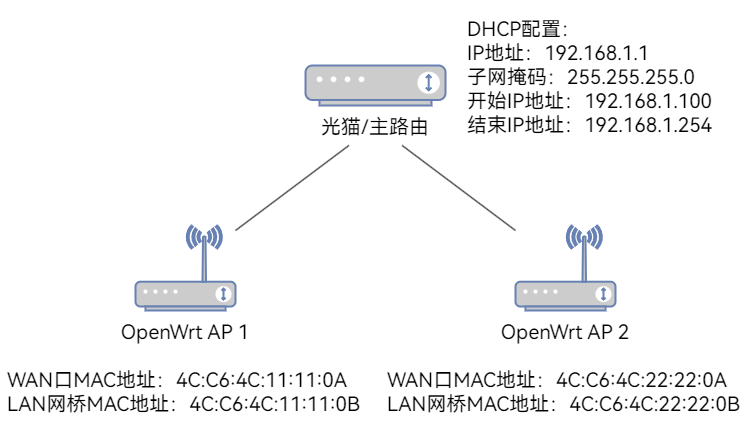 DHCP配置：
IP地址：192.168.1.1
子网掩码：255.255.255.0
开始IP地址：192.168.1.100
结束IP地址：192.168.1.254
光猫/主路由
OpenWrt AP 1
OpenWrt AP 2
WAN口MAC地址：4C:C6:4C:11:11:0A
LAN网桥MAC地址：4C:C6:4C:11:11:0B
WAN口MAC地址：4C:C6:4C:22:22:0A
LAN网桥MAC地址：4C:C6:4C:22:22:0B